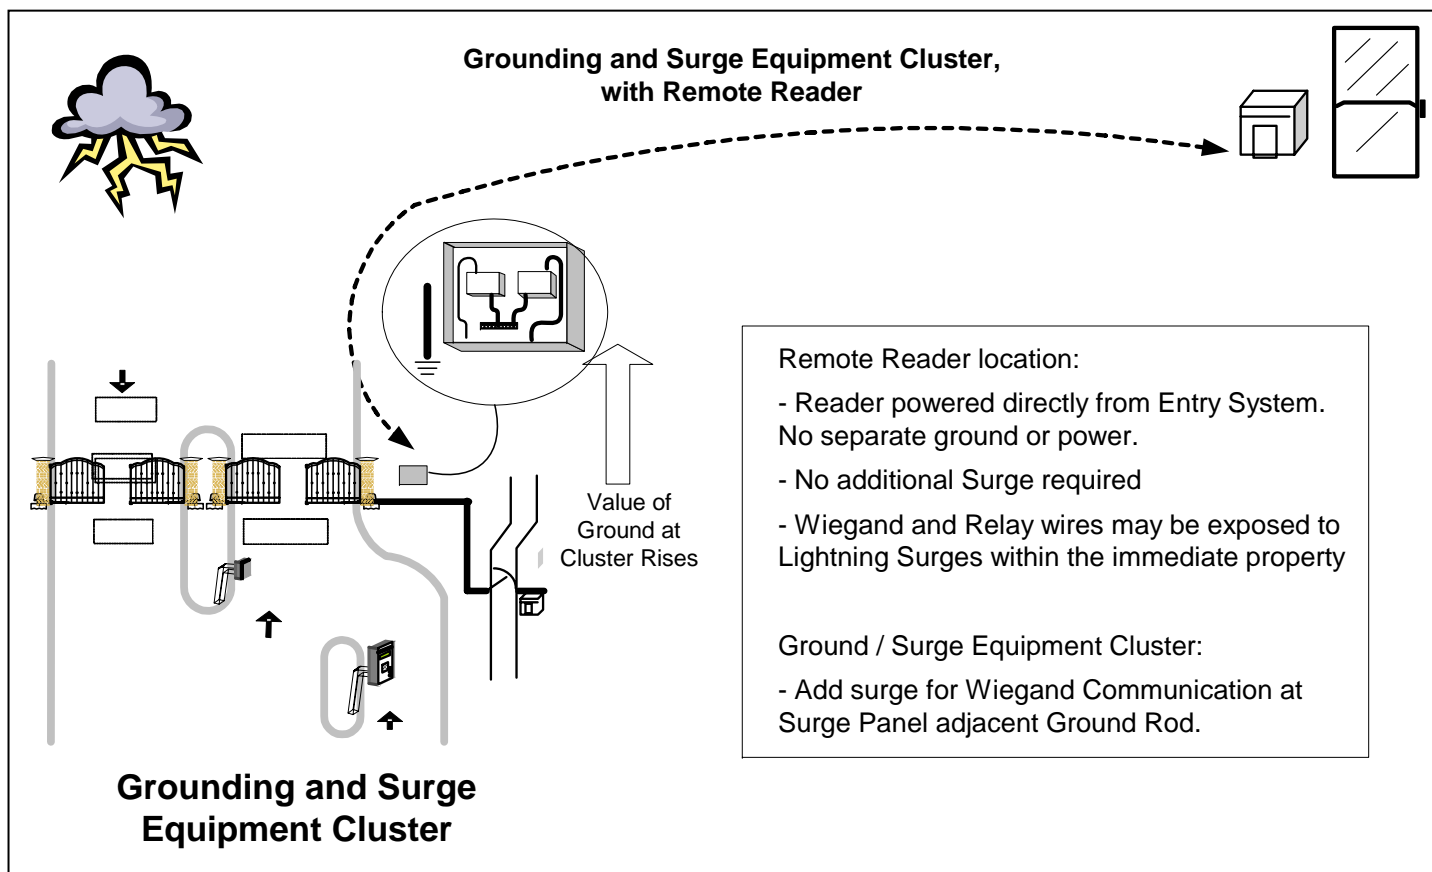 Grounding and Surge Equipment Cluster,
with Remote Reader
Value of
Ground at
Cluster Rises
Remote Reader location:
- Reader powered directly from Entry System.
No separate ground or power.
- No additional Surge required
- Wiegand and Relay wires may be exposed to
Lightning Surges within the immediate property
Ground / Surge Equipment Cluster:
- Add surge for Wiegand Communication at
Surge Panel adjacent Ground Rod.
Grounding and Surge
Equipment Cluster